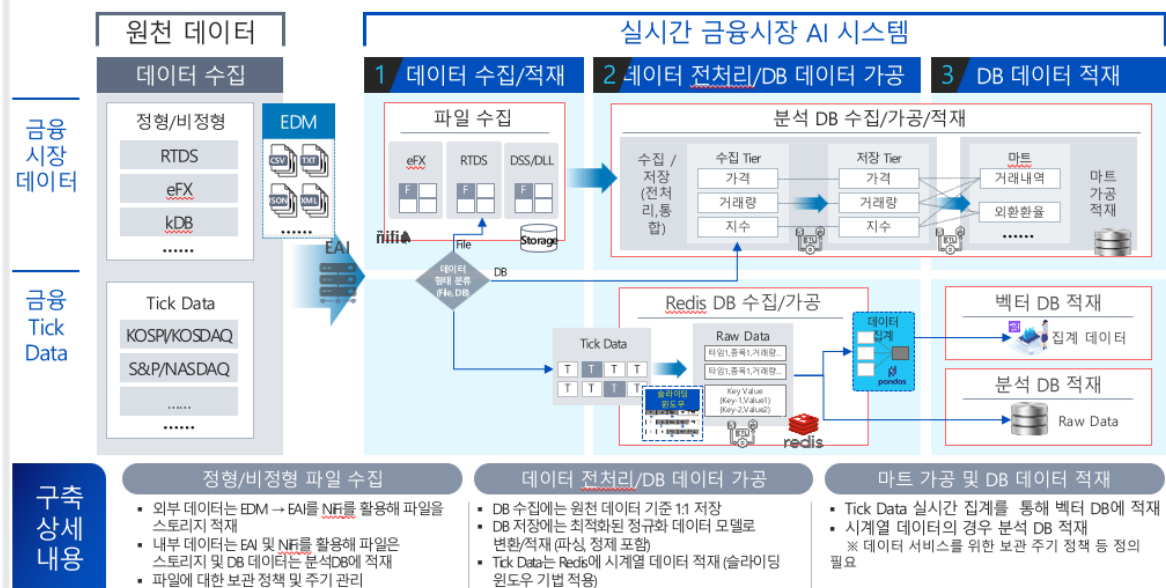 원천 데이터
실시간 금융시장 AI 시스템
데이터 수집
1 데이터 수집/적재
2 데이터 전처리/DB 데이터 가공
3 DB 데이터 적재
금융
시장
데이터
정형/비정형
RTDS
eFX
kDB
......
EDM
CSV TXT
JSON XML
......
EAI
파일 수집
eFX RTDS DSS/DLL
F F F
nifi
Storage
File
데이터
형태 분류
(File, DB)
DB
분석 DB 수집/가공/적재
수집 /
저장
(전처
리,통
합)
수집 Tier
가격
거래량
지수
저장 Tier
가격
거래량
지수
마트
거래내역
외환환율
......
마트
가공
적재
금융
Tick
Data
Tick Data
KOSPI/KOSDAQ
S&P/NASDAQ
......
......
Tick Data
T T T T
T T T T
Redis DB 수집/가공
Raw Data
타임1,종목1,거래량...
타임1,종목1,거래량...
Key Value
{Key-1,Value1}
{Key-2,Value2}
슬라이딩
윈도우
redis
데이터
집계
pandas
벡터 DB 적재
집계 데이터
분석 DB 적재
Raw Data
구축
상세
내용
정형/비정형 파일 수집
▪ 외부 데이터는 EDM → EAI를 NiFi를 활용해 파일을
스토리지 적재
▪ 내부 데이터는 EAI 및 NiFi를 활용해 파일은
스토리지 및 DB 데이터는 분석DB에 적재
▪ 파일에 대한 보관 정책 및 주기 관리
데이터 전처리/DB 데이터 가공
▪ DB 수집에는 원천 데이터 기준 1:1 저장
▪ DB 저장에는 최적화된 정규화 데이터 모델로
변환/적재 (파싱, 정제 포함)
▪ Tick Data는 Redis에 시계열 데이터 적재 (슬라이딩
윈도우 기법 적용)
마트 가공 및 DB 데이터 적재
▪ Tick Data 실시간 집계를 통해 벡터 DB에 적재
▪ 시계열 데이터의 경우 분석 DB 적재
※ 데이터 서비스를 위한 보관 주기 정책 등 정의
필요